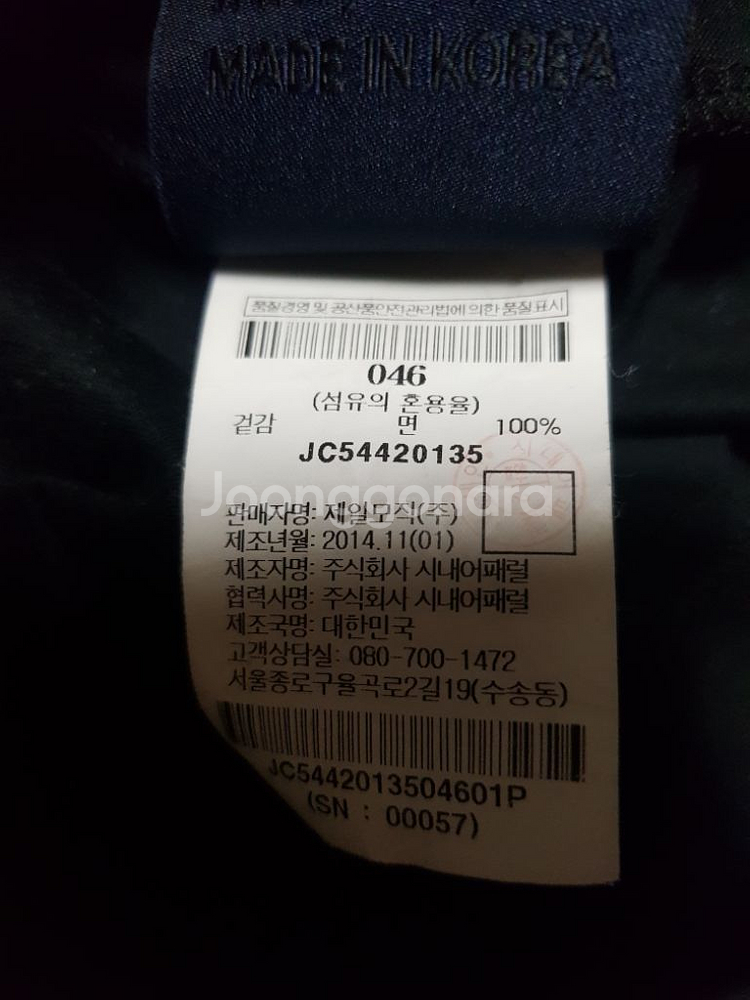 MADE IN KOREA
품질경영 및 공산품안전관리법에 의한 품질표시
046
(섬유의 혼용율)
겉감 면 100%
JC54420135
시내
Joonggonara
판매자명: 제일모직(주)
제조년월: 2014.11(01)
제조자명: 주식회사 시내어패럴
협력사명: 주식회사 시내어패럴
제조국명: 대한민국
고객상담실: 080-700-1472
서울종로구율곡로2길19(수송동)
JC5442013504601P
(SN : 00057)